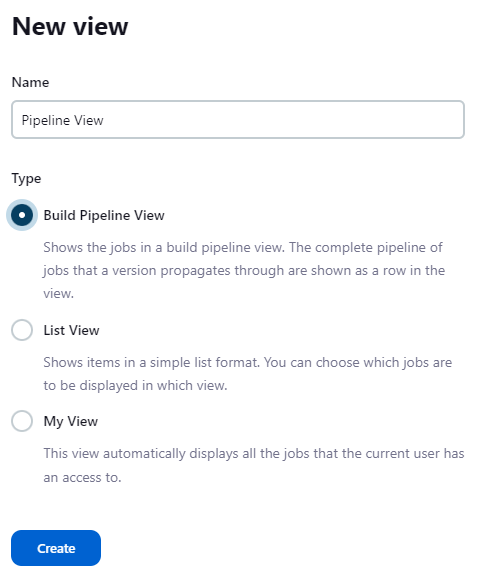 New view
Name
Pipeline View
Type
Build Pipeline View
Shows the jobs in a build pipeline view. The complete pipeline of
jobs that a version propagates through are shown as a row in the
view.
List View
Shows items in a simple list format. You can choose which jobs are
to be displayed in which view.
My View
This view automatically displays all the jobs that the current user has
an access to.
Create